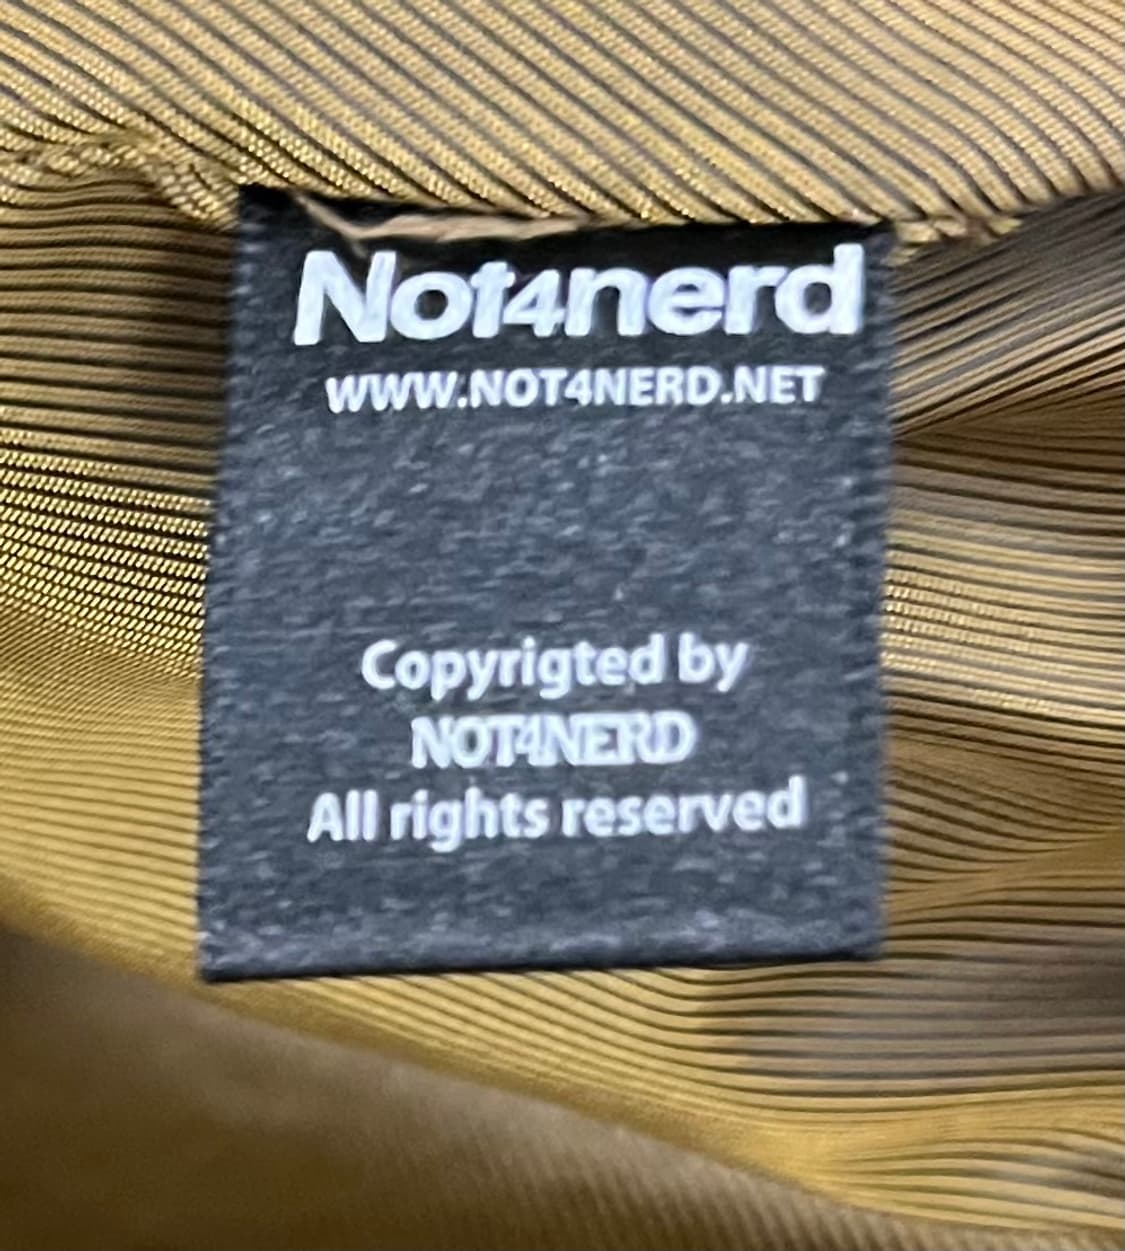 Not4nerd
WWW.NOT4NERD.NET
Copyrigted by
NOT4NERD
All rights reserved